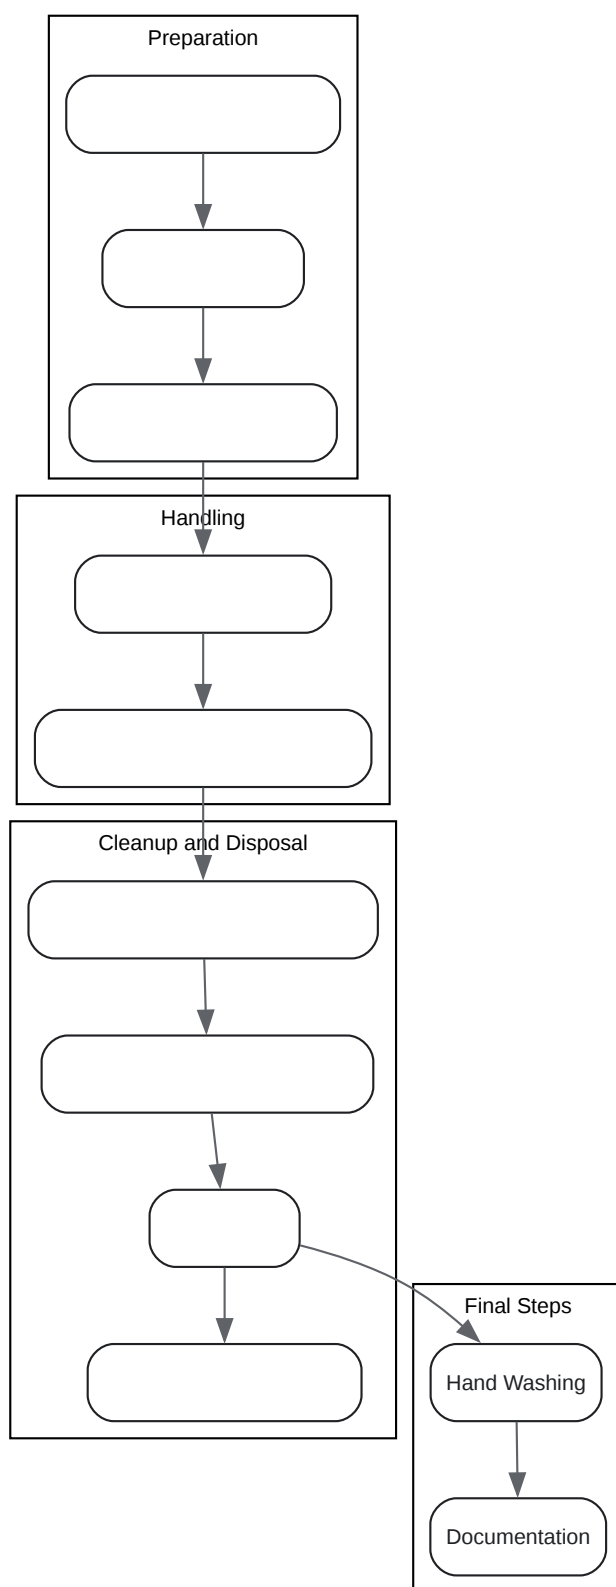 Preparation
Handling
Cleanup and Disposal
Final Steps
Hand Washing
Documentation